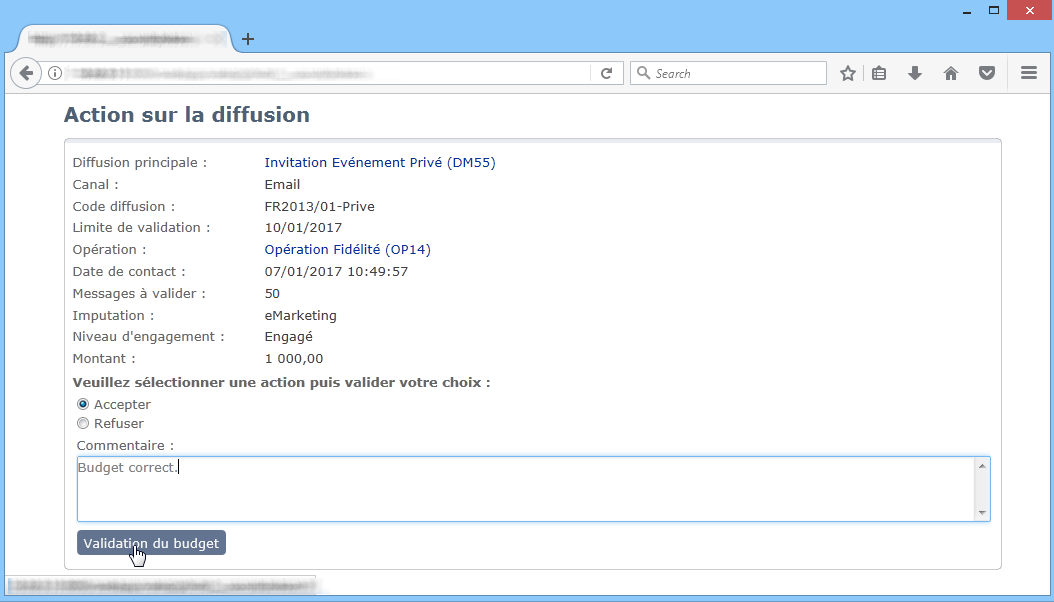 Search
Action sur la diffusion
Diffusion principale : Invitation Evénement Privé (DM55)
Canal : Email
Code diffusion : FR2013/01-Prive
Limite de validation : 10/01/2017
Opération : Opération Fidélité (OP14)
Date de contact : 07/01/2017 10:49:57
Messages à valider : 50
Imputation : eMarketing
Niveau d'engagement : Engagé
Montant : 1 000,00
Veuillez sélectionner une action puis valider votre choix :
Accepter
Refuser
Commentaire :
Budget correct.
Validation du budget